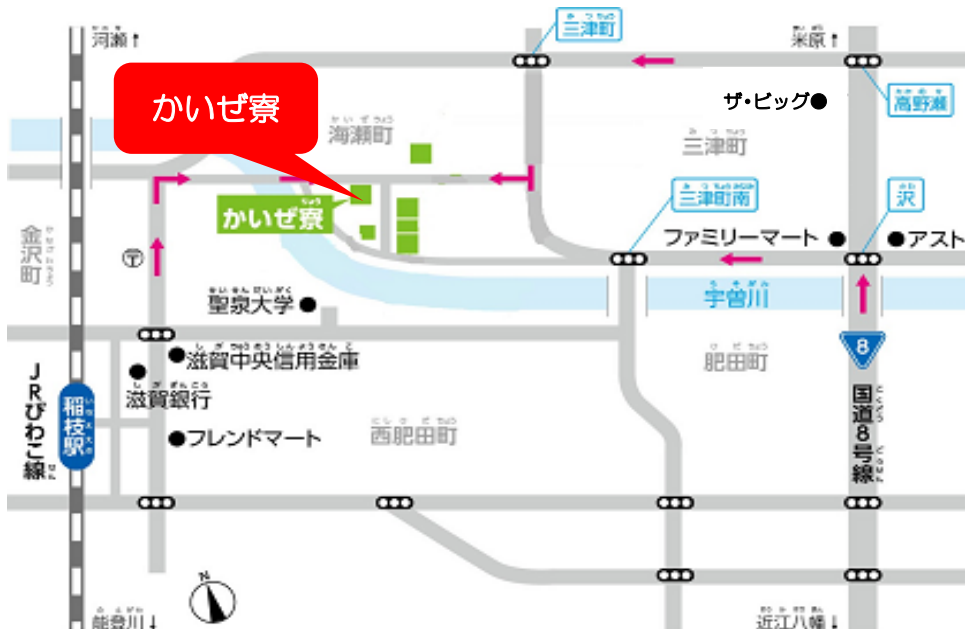 河瀬↑
三津町
米原↑
かいぜ寮
ザ・ビッグ
高野瀬
海瀬町
三津町
かいぜ寮
三津町南
沢
金沢町
〒
ファミリーマート
アスト
聖泉大学
宇曽川
滋賀中央信用金庫
肥田町
8
滋賀銀行
JRびわこ線
稲枝駅
フレンドマート
西肥田町
国道8号線
N
能登川↓
近江八幡↓